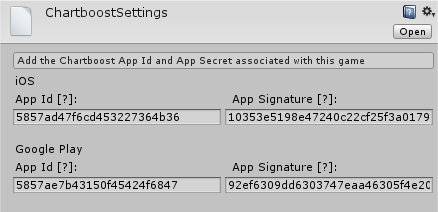 ChartboostSettings
Open
Add the Chartboost App Id and App Secret associated with this game
iOS
App Id [?]: App Signature [?]:
5857ad47f6cd453227364b36 10353e5198e47240c22cf25f3a0179
Google Play
App Id [?]: App Signature [?]:
5857ae7b43150f45424f6847 92ef6309dd6303747eaa46305f4e20